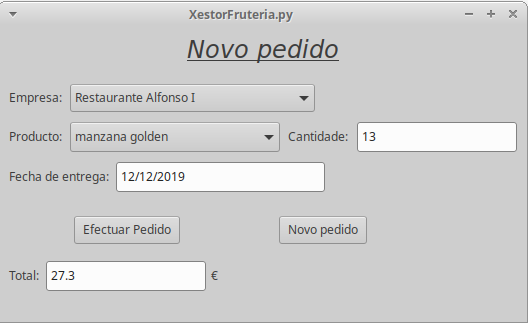 XestorFruteria.py
Novo pedido
Empresa: Restaurante Alfonso I
Producto: manzana golden Cantidade: 13
Fecha de entrega: 12/12/2019
Efectuar Pedido Novo pedido
Total: 27.3 €